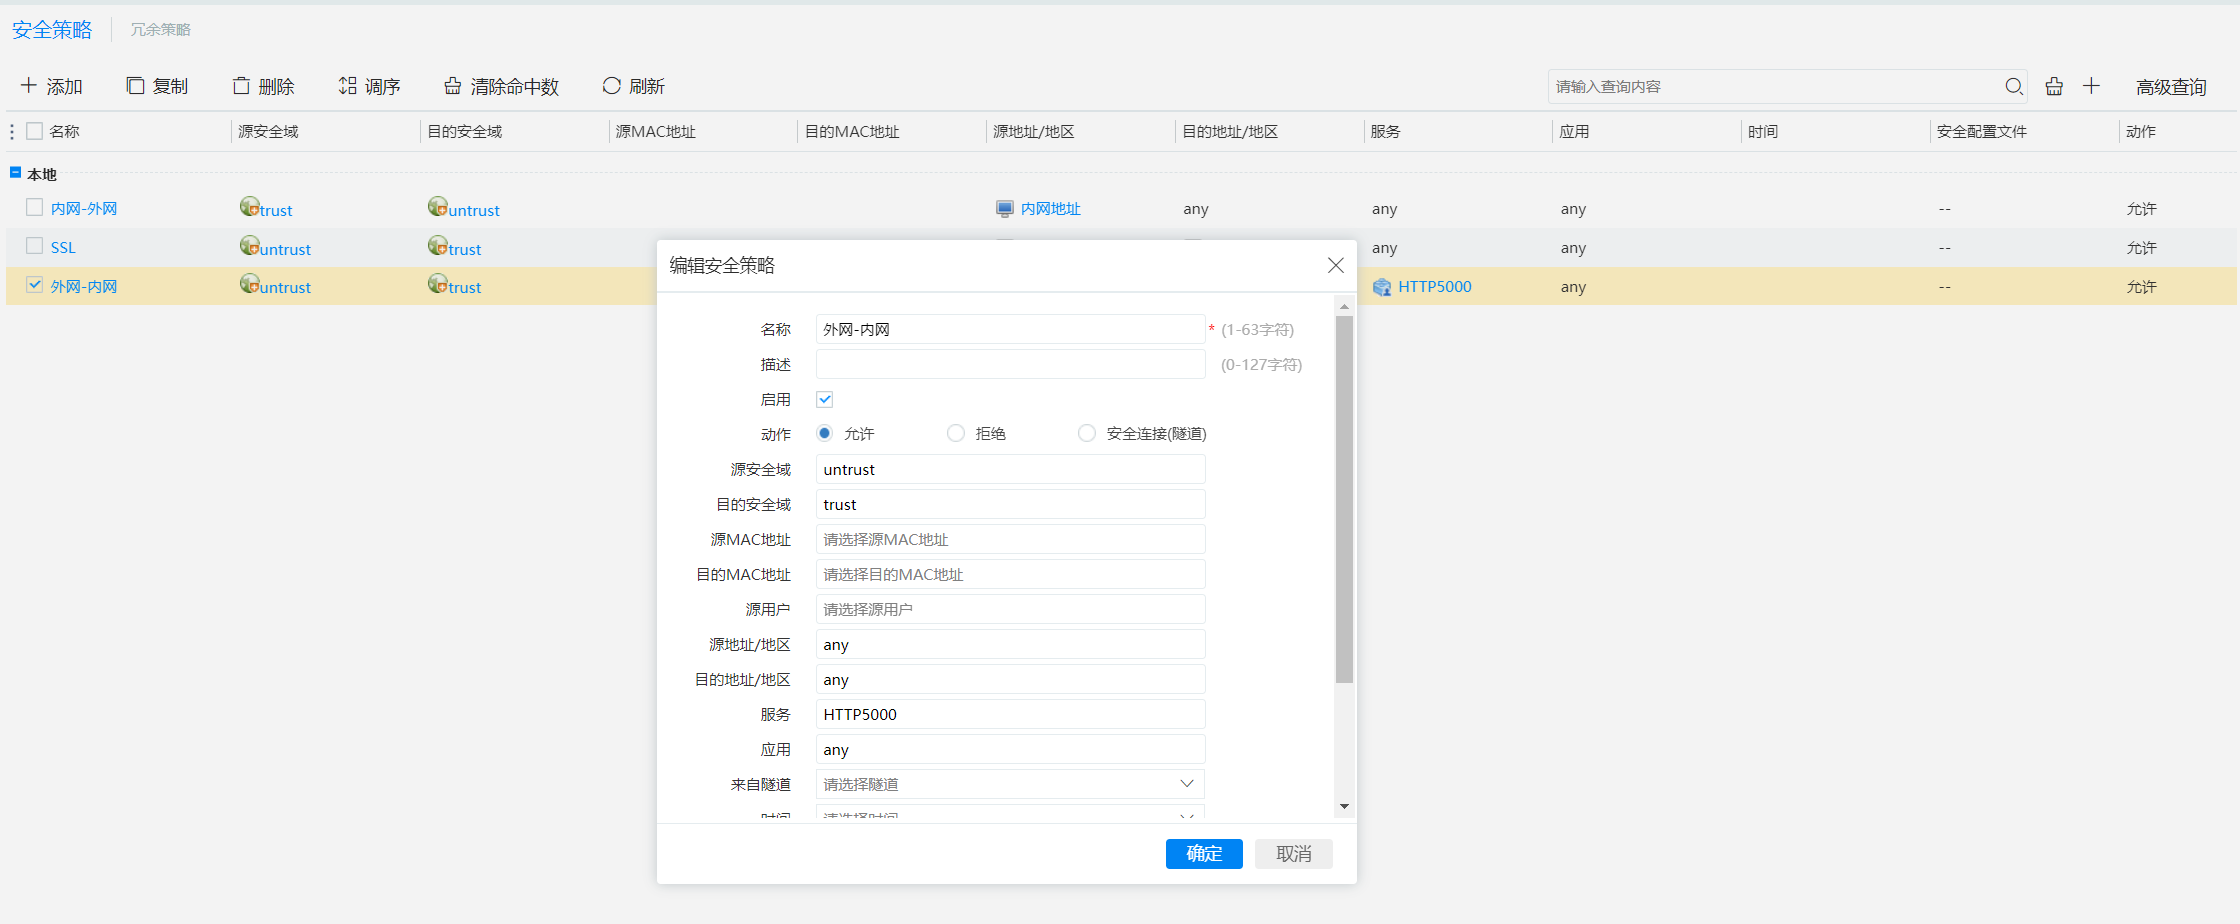 安全策略 冗余策略
添加 复制 删除 调序 清除命中数 刷新 请输入查询内容 高级查询
名称 源安全域 目的安全域 源MAC地址 目的MAC地址 源地址/地区 目的地址/地区 服务 应用 时间 安全配置文件 动作
本地
内网-外网 trust untrust 内网地址 any any any -- 允许
SSL untrust trust any any -- 允许
外网-内网 untrust trust HTTP5000 any -- 允许
编辑安全策略
名称 外网-内网 * (1-63字符)
描述 (0-127字符)
启用
动作 允许 拒绝 安全连接(隧道)
源安全域 untrust
目的安全域 trust
源MAC地址 请选择源MAC地址
目的MAC地址 请选择目的MAC地址
源用户 请选择源用户
源地址/地区 any
目的地址/地区 any
服务 HTTP5000
应用 any
来自隧道 请选择隧道
时间 请选择时间
确定 取消